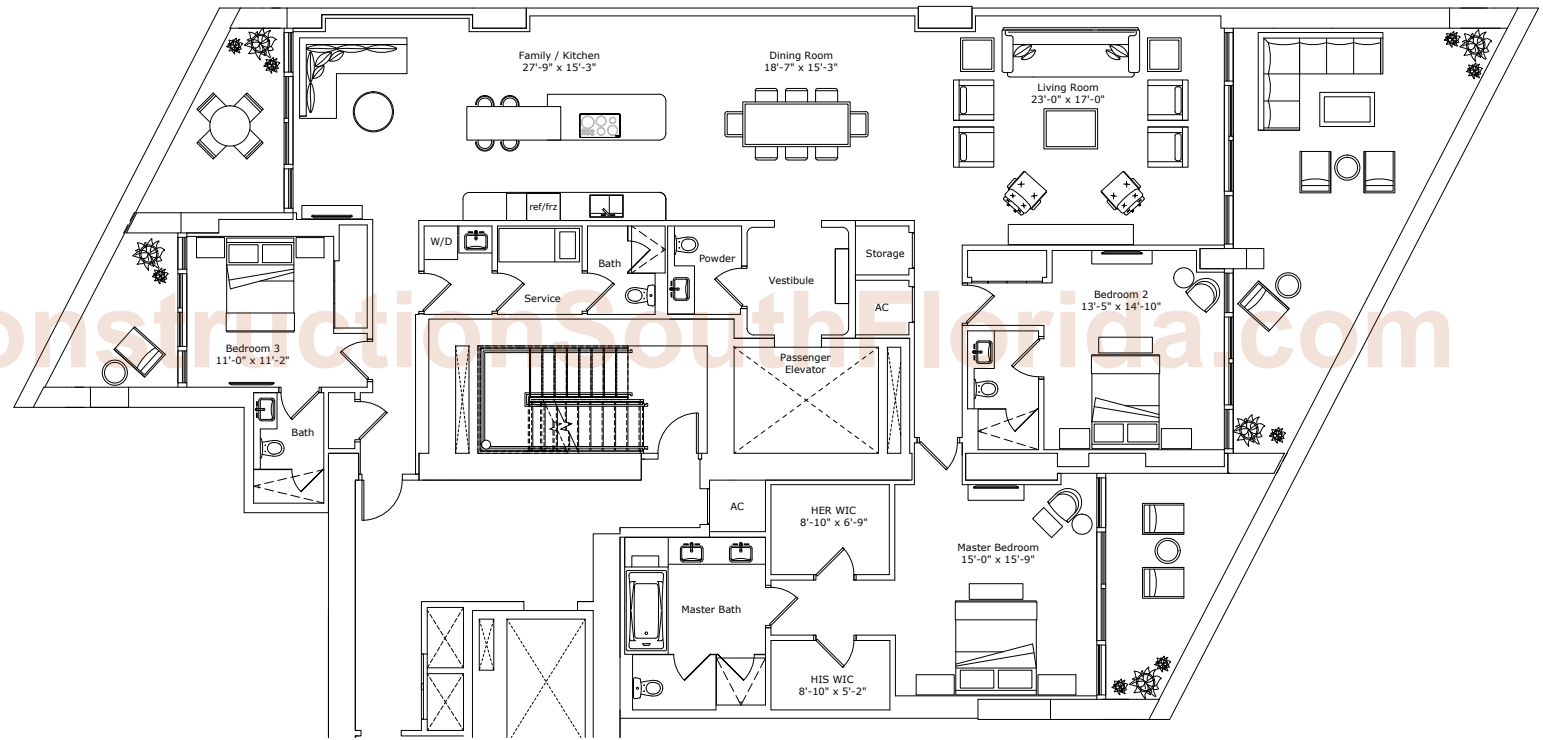 Family / Kitchen
27'-9" x 15'-3"
Dining Room
18'-7" x 15'-3"
Living Room
23'-0" x 17'-0"
ref/frz
W/D
Bath
Powder
Service
Vestibule
Storage
AC
Bedroom 2
13'-5" x 14'-10"
onstructionSouthFlorida.com
Bedroom 3
11'-0" x 11'-2"
Passenger
Elevator
Bath
AC
HER WIC
8'-10" x 6'-9"
Master Bedroom
15'-0" x 15'-9"
Master Bath
HIS WIC
8'-10" x 5'-2"